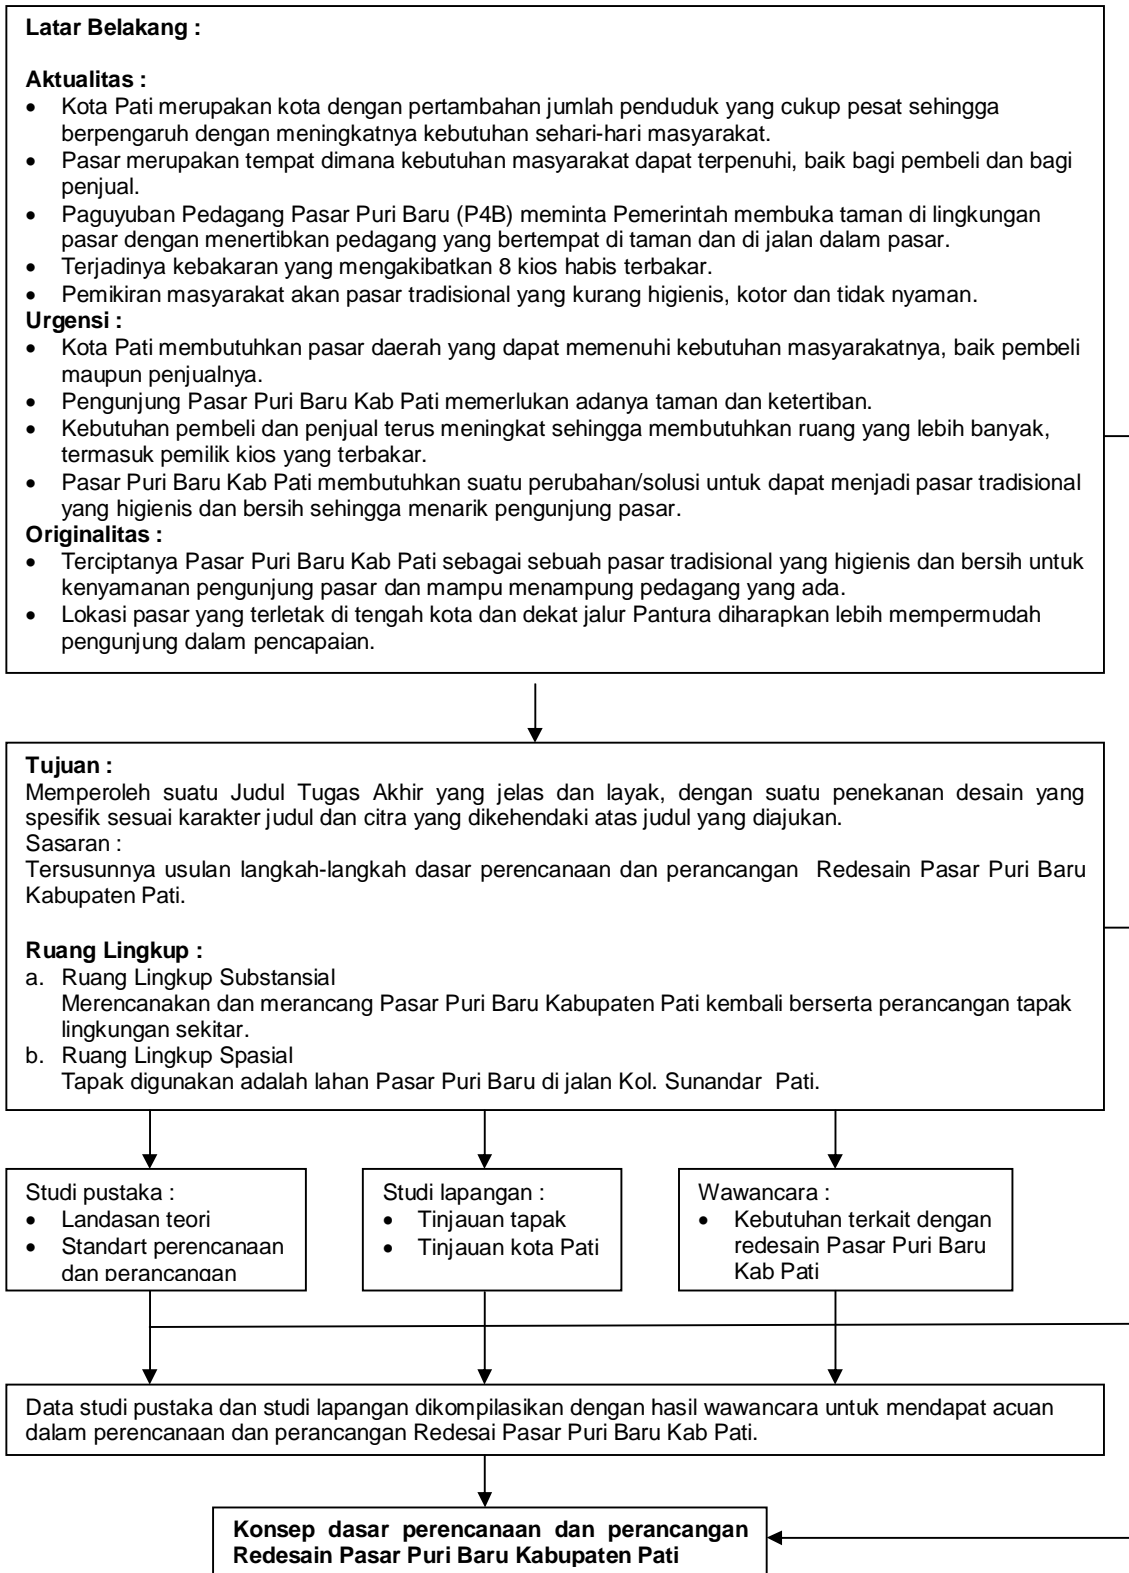 Latar Belakang :
Aktualitas :
• Kota Pati merupakan kota dengan pertambahan jumlah penduduk yang cukup pesat sehingga
berpengaruh dengan meningkatnya kebutuhan sehari-hari masyarakat.
• Pasar merupakan tempat dimana kebutuhan masyarakat dapat terpenuhi, baik bagi pembeli dan bagi
penjual.
• Paguyuban Pedagang Pasar Puri Baru (P4B) meminta Pemerintah membuka taman di lingkungan
pasar dengan menertibkan pedagang yang bertempat di taman dan di jalan dalam pasar.
• Terjadinya kebakaran yang mengakibatkan 8 kios habis terbakar.
• Pemikiran masyarakat akan pasar tradisional yang kurang higienis, kotor dan tidak nyaman.
Urgensi :
• Kota Pati membutuhkan pasar daerah yang dapat memenuhi kebutuhan masyarakatnya, baik pembeli
maupun penjualnya.
• Pengunjung Pasar Puri Baru Kab Pati memerlukan adanya taman dan ketertiban.
• Kebutuhan pembeli dan penjual terus meningkat sehingga membutuhkan ruang yang lebih banyak,
termasuk pemilik kios yang terbakar.
• Pasar Puri Baru Kab Pati membutuhkan suatu perubahan/solusi untuk dapat menjadi pasar tradisional
yang higienis dan bersih sehingga menarik pengunjung pasar.
Originalitas :
• Terciptanya Pasar Puri Baru Kab Pati sebagai sebuah pasar tradisional yang higienis dan bersih untuk
kenyamanan pengunjung pasar dan mampu menampung pedagang yang ada.
• Lokasi pasar yang terletak di tengah kota dan dekat jalur Pantura diharapkan lebih mempermudah
pengunjung dalam pencapaian.
Tujuan :
Memperoleh suatu Judul Tugas Akhir yang jelas dan layak, dengan suatu penekanan desain yang
spesifik sesuai karakter judul dan citra yang dikehendaki atas judul yang diajukan.
Sasaran :
Tersusunnya usulan langkah-langkah dasar perencanaan dan perancangan Redesain Pasar Puri Baru
Kabupaten Pati.
Ruang Lingkup :
a. Ruang Lingkup Substansial
Merencanakan dan merancang Pasar Puri Baru Kabupaten Pati kembali berserta perancangan tapak
lingkungan sekitar.
b. Ruang Lingkup Spasial
Tapak digunakan adalah lahan Pasar Puri Baru di jalan Kol. Sunandar Pati.
Studi pustaka :
• Landasan teori
• Standart perencanaan
dan perancangan
Studi lapangan :
• Tinjauan tapak
• Tinjauan kota Pati
Wawancara :
• Kebutuhan terkait dengan
redesain Pasar Puri Baru
Kab Pati
Data studi pustaka dan studi lapangan dikompilasikan dengan hasil wawancara untuk mendapat acuan
dalam perencanaan dan perancangan Redesai Pasar Puri Baru Kab Pati.
Konsep dasar perencanaan dan perancangan
Redesain Pasar Puri Baru Kabupaten Pati